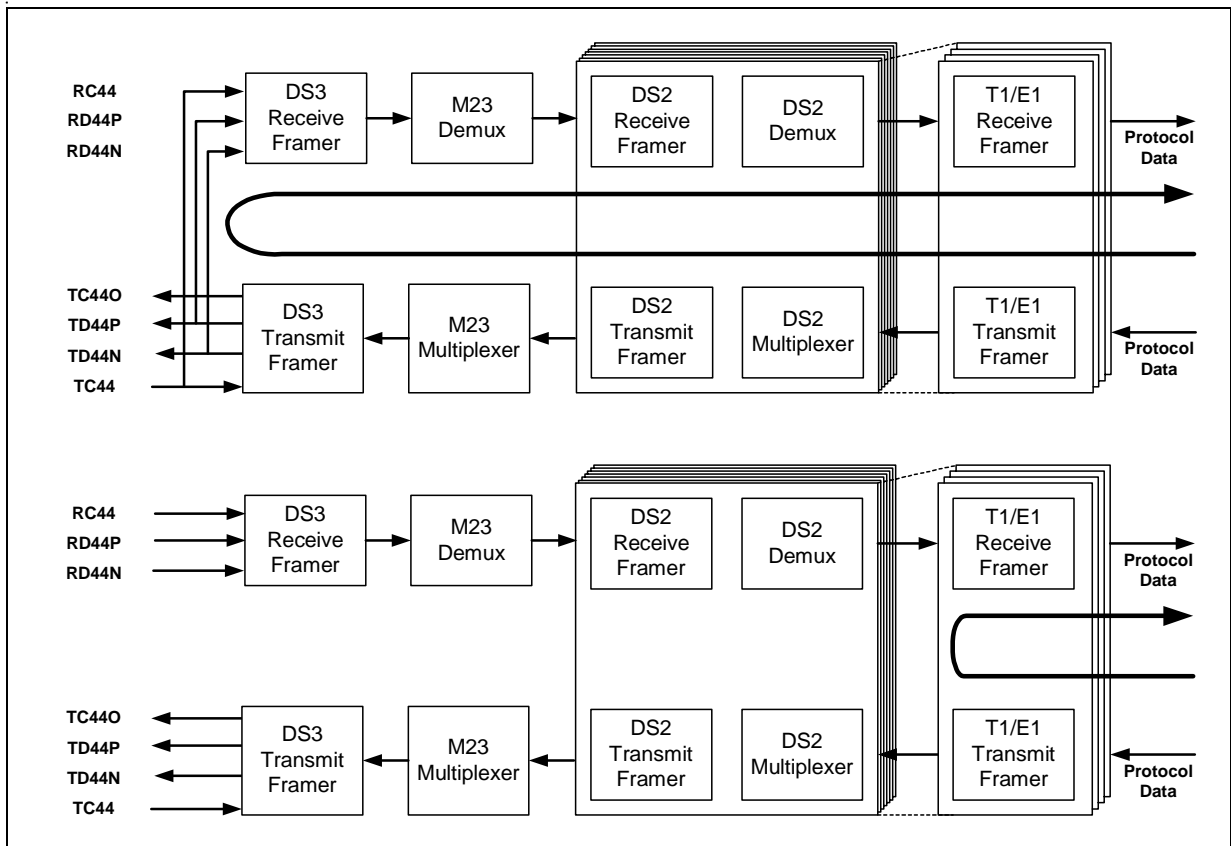 RC44
RD44P
RD44N
DS3
Receive
Framer
M23
Demux
DS2
Receive
Framer
DS2
Demux
T1/E1
Receive
Framer
Protocol
Data
TC44O
TD44P
TD44N
TC44
DS3
Transmit
Framer
M23
Multiplexer
DS2
Transmit
Framer
DS2
Multiplexer
T1/E1
Transmit
Framer
Protocol
Data
RC44
RD44P
RD44N
DS3
Receive
Framer
M23
Demux
DS2
Receive
Framer
DS2
Demux
T1/E1
Receive
Framer
Protocol
Data
TC44O
TD44P
TD44N
TC44
DS3
Transmit
Framer
M23
Multiplexer
DS2
Transmit
Framer
DS2
Multiplexer
T1/E1
Transmit
Framer
Protocol
Data